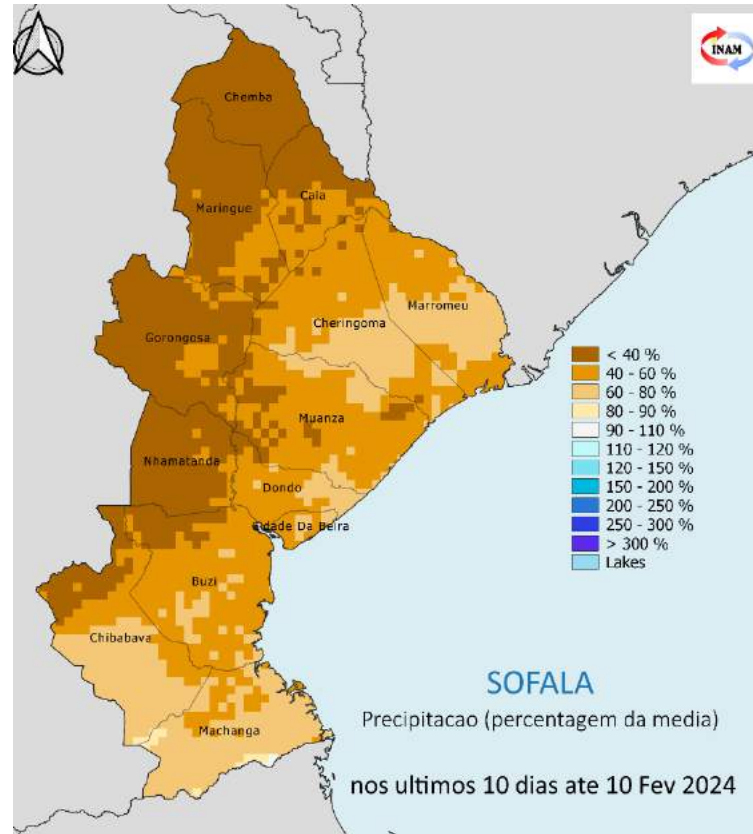 INAM
Chemba
Caia
Maringue
Marromeu
Cheringoma
Gorongosa
Muanza
Nhamatanda
Dondo
Cidade Da Beira
Buzi
Chibabava
Machanga
< 40 %
40 - 60 %
60 - 80 %
80 - 90 %
90 - 110 %
110 - 120 %
120 - 150 %
150 - 200 %
200 - 250 %
250 - 300 %
> 300 %
Lakes
SOFALA
Precipitacao (percentagem da media)
nos ultimos 10 dias ate 10 Fev 2024